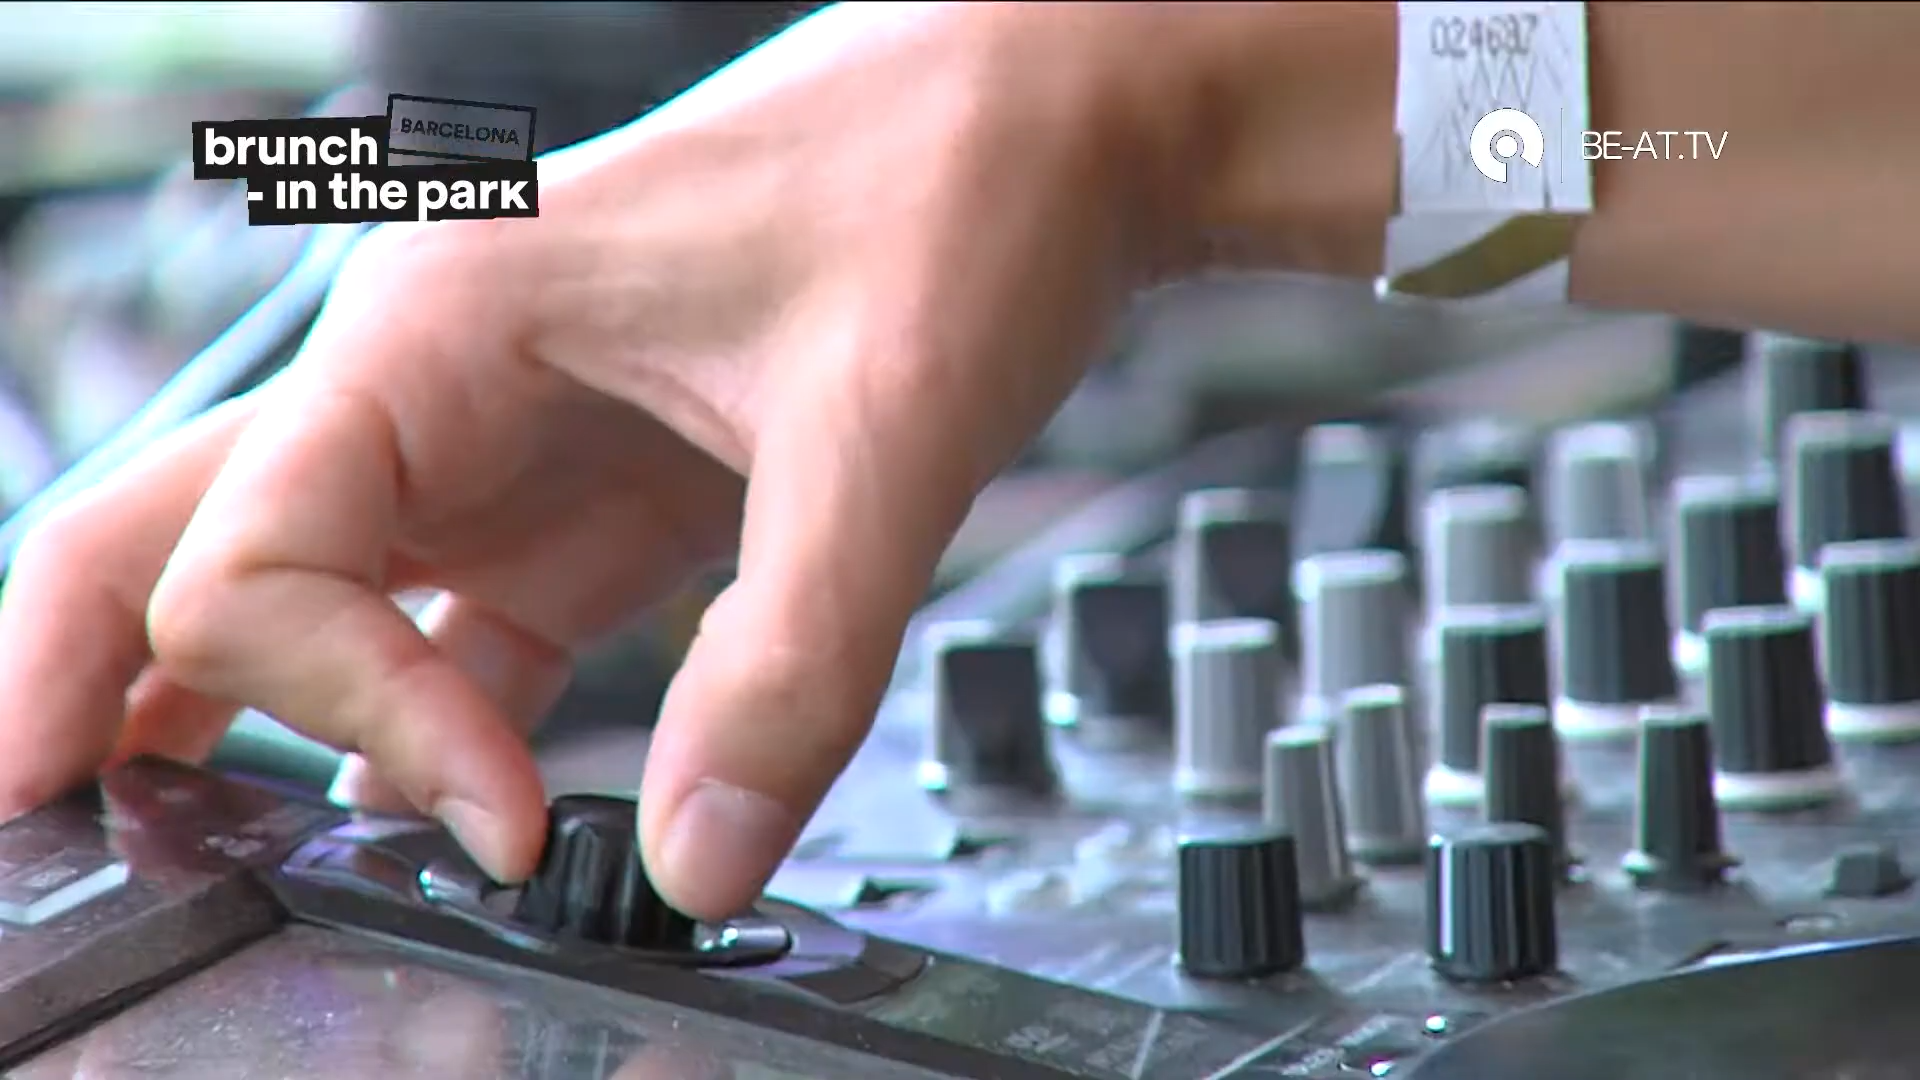 BARCELONA
brunch
- in the park
024687
BE-AT.TV